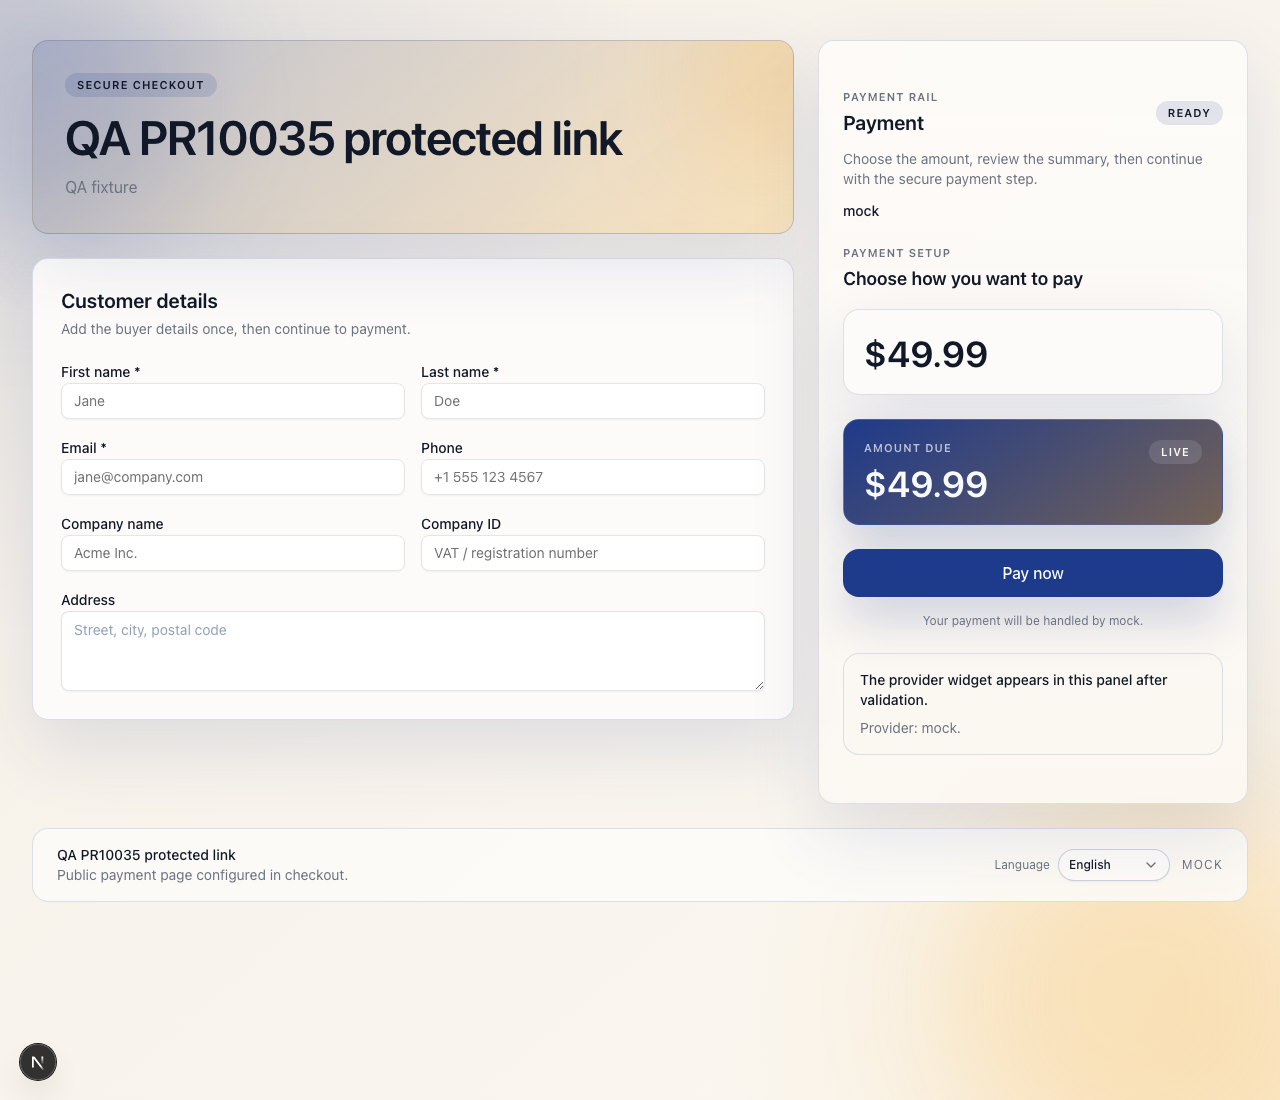 SECURE CHECKOUT
QA PR10035 protected link
QA fixture
Customer details
Add the buyer details once, then continue to payment.
First name *
Last name *
Jane
Doe
Email *
Phone
jane@company.com
+1 555 123 4567
Company name
Company ID
Acme Inc.
VAT / registration number
Address
Street, city, postal code
PAYMENT RAIL
Payment
READY
Choose the amount, review the summary, then continue
with the secure payment step.
mock
PAYMENT SETUP
Choose how you want to pay
$49.99
AMOUNT DUE
LIVE
$49.99
Pay now
Your payment will be handled by mock.
The provider widget appears in this panel after
validation.
Provider: mock.
QA PR10035 protected link
Public payment page configured in checkout.
Language
English
MOCK
N